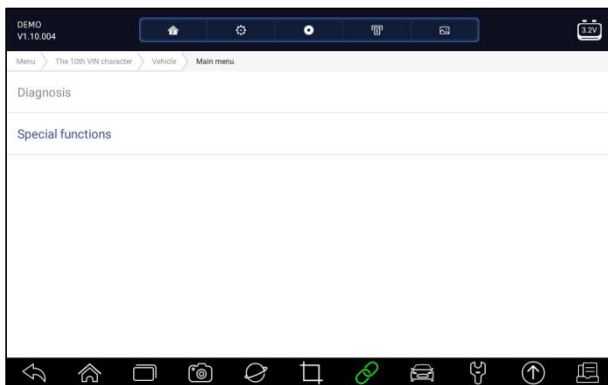 DEMO
V1.10.004
3.2V
Menu
The 10th VIN character
Vehicle
Main menu
Diagnosis
Special functions